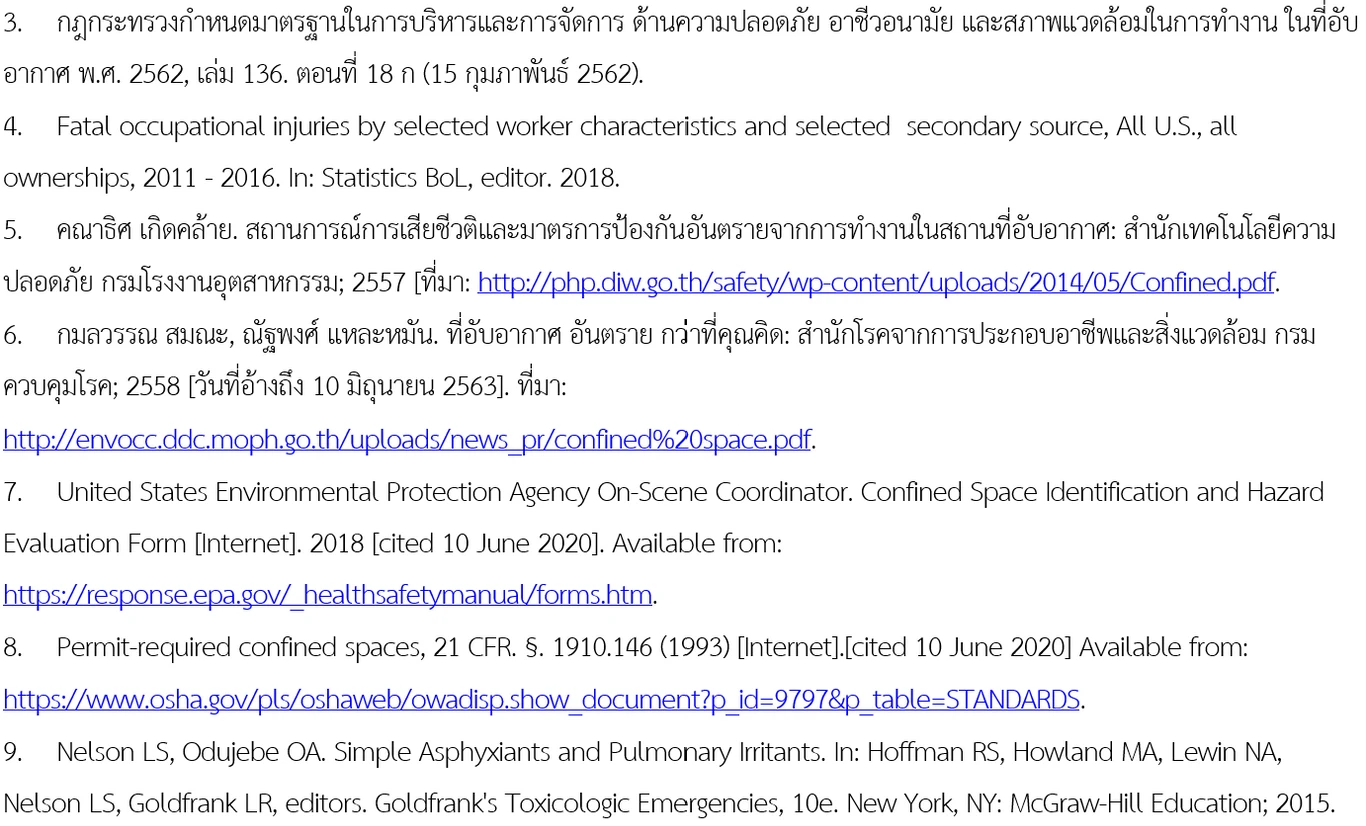 3. กฎกระทรวงกำหนดมาตรฐานในการบริหารและการจัดการ ด้านความปลอดภัย อาชีวอนามัย และสภาพแวดล้อมในการทำงาน ในที่อับ
อากาศ พ.ศ. 2562, เล่ม 136. ตอนที่ 18 ก (15 กุมภาพันธ์ 2562).
4. Fatal occupational injuries by selected worker characteristics and selected  secondary source, All U.S., all
ownerships, 2011 - 2016. In: Statistics BoL, editor. 2018.
5. คณาธิศ เกิดคล้าย. สถานการณ์การเสียชีวติและมาตรการป้องกันอันตรายจากการทำงานในสถานที่อับอากาศ: สำนักเทคโนโลยีความ
ปลอดภัย กรมโรงงานอุตสาหกรรม; 2557 [ที่มา: http://php.diw.go.th/safety/wp-content/uploads/2014/05/Confined.pdf.
6. กมลวรรณ สมณะ, ณัฐพงศ์ แหละหมัน. ที่อับอากาศ อันตราย กว่าที่คุณคิด: สำนักโรคจากการประกอบอาชีพและสิ่งแวดล้อม กรม
ควบคุมโรค; 2558 [วันที่อ้างถึง 10 มิถุนายน 2563]. ที่มา:
http://envocc.ddc.moph.go.th/uploads/news_pr/confined%20space.pdf.
7. United States Environmental Protection Agency On-Scene Coordinator. Confined Space Identification and Hazard
Evaluation Form [Internet]. 2018 [cited 10 June 2020]. Available from:
https://response.epa.gov/_healthsafetymanual/forms.htm.
8. Permit-required confined spaces, 21 CFR. §. 1910.146 (1993) [Internet].[cited 10 June 2020] Available from:
https://www.osha.gov/pls/oshaweb/owadisp.show_document?p_id=9797&p_table=STANDARDS.
9. Nelson LS, Odujebe OA. Simple Asphyxiants and Pulmonary Irritants. In: Hoffman RS, Howland MA, Lewin NA,
Nelson LS, Goldfrank LR, editors. Goldfrank's Toxicologic Emergencies, 10e. New York, NY: McGraw-Hill Education; 2015.